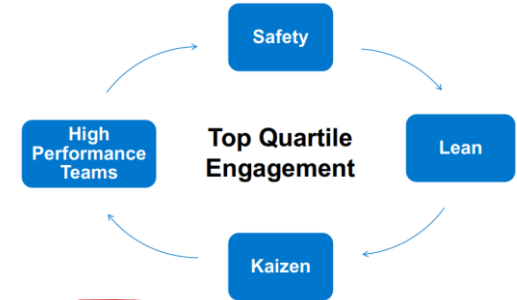 Safety
High
Performance
Teams
Top Quartile
Engagement
Lean
Kaizen